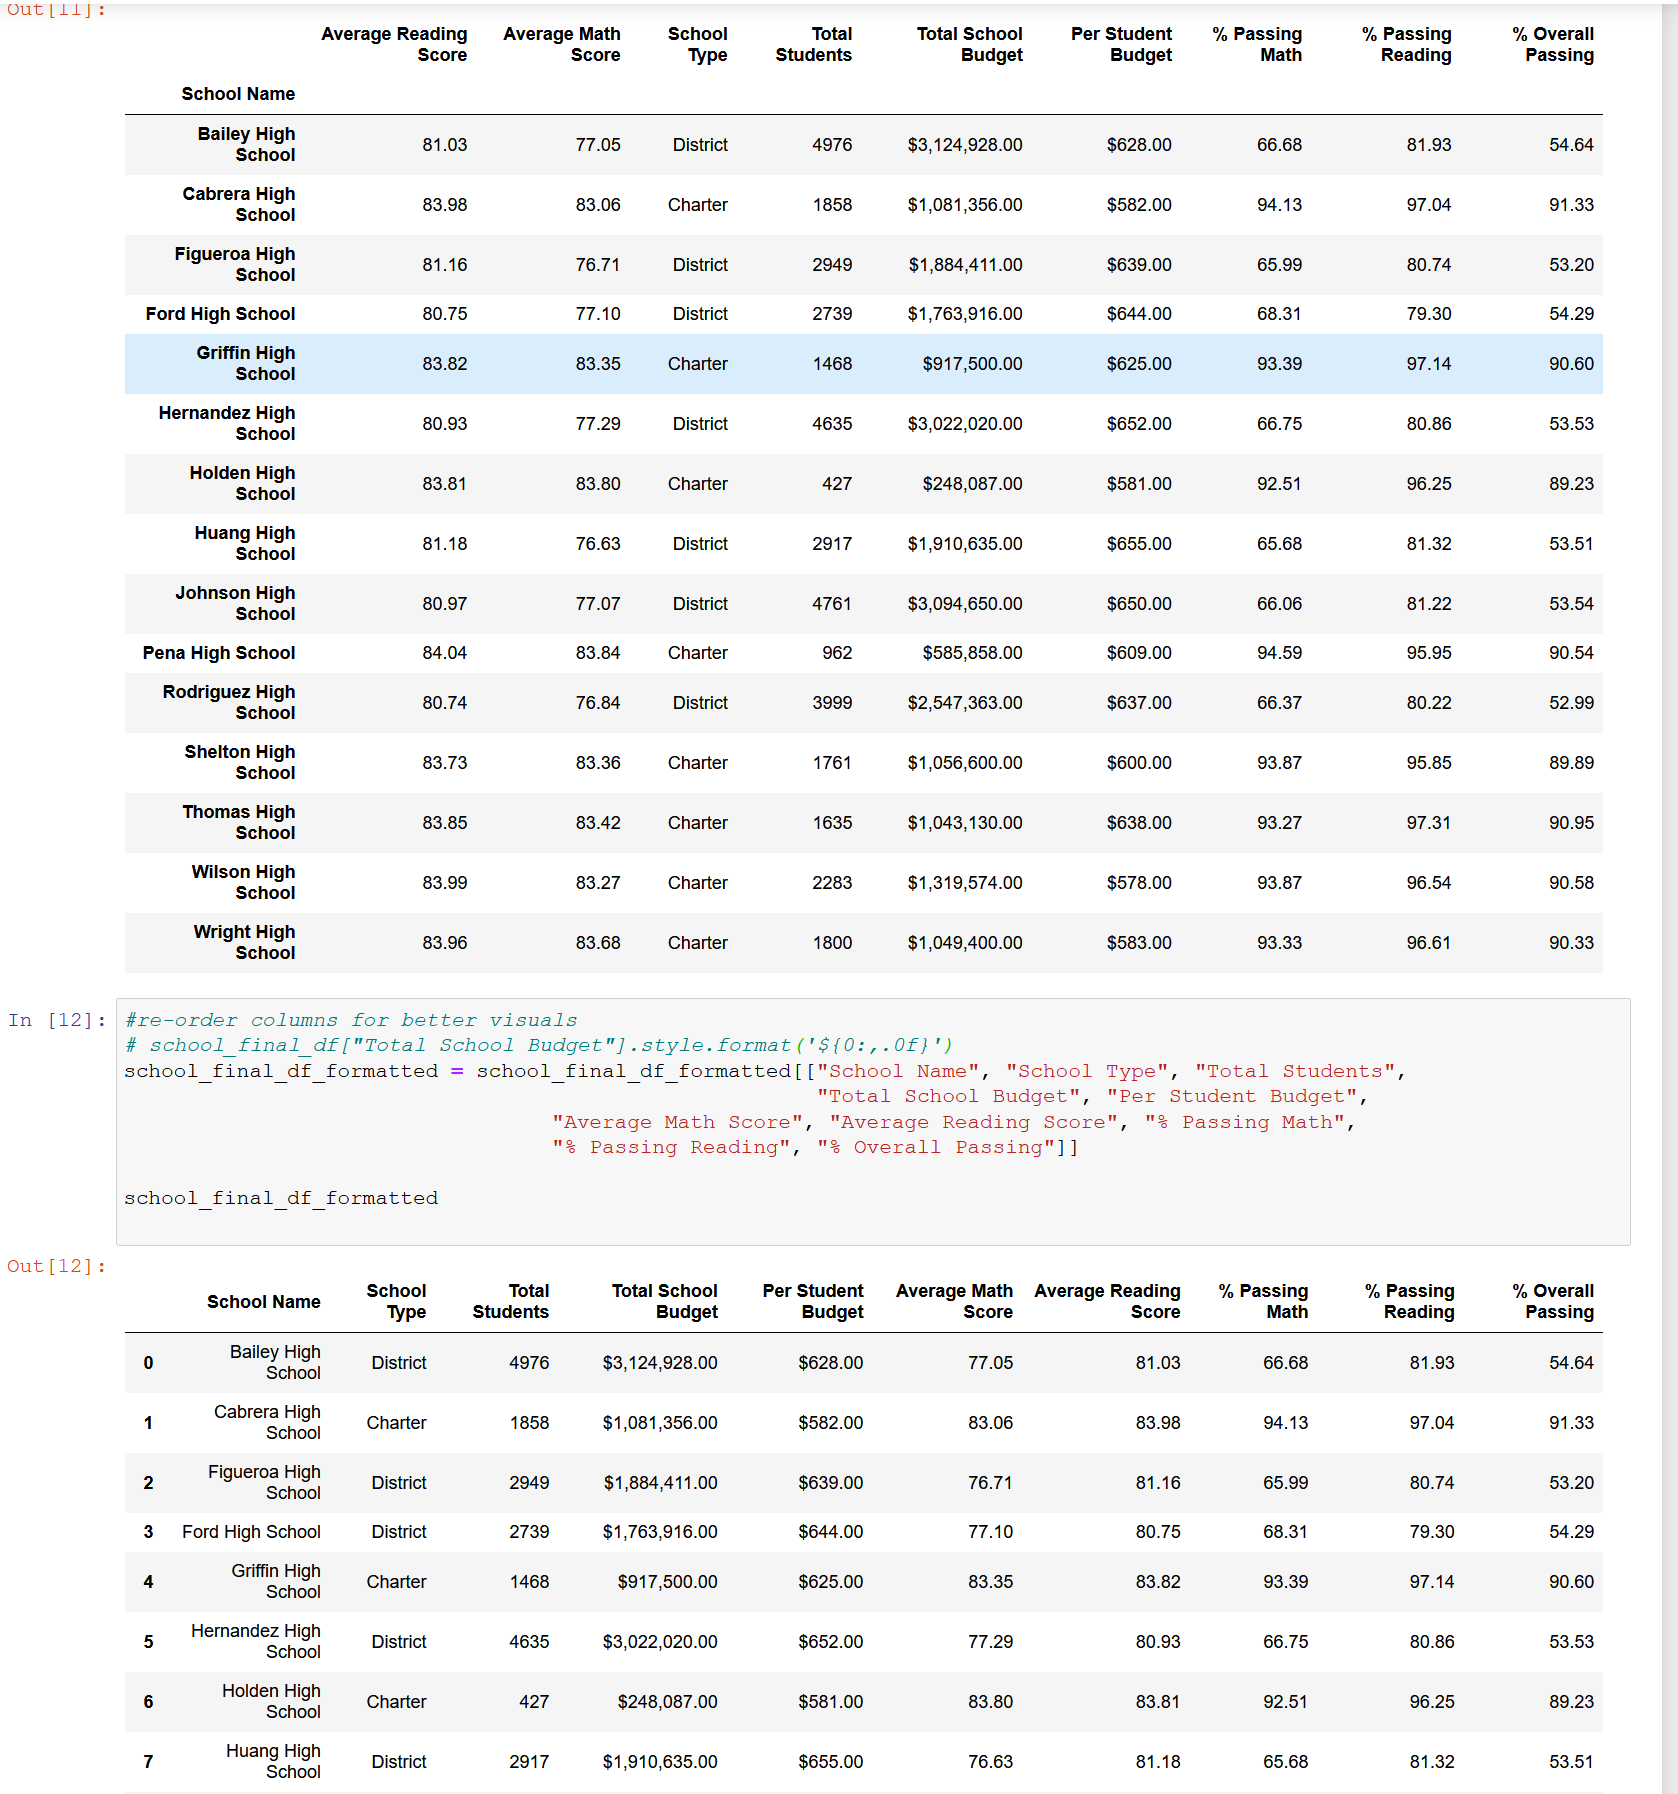 Out[11]:
Average Reading Score Average Math Score School Type Total Students Total School Budget Per Student Budget % Passing Math % Passing Reading % Overall Passing
School Name
Bailey High School 81.03 77.05 District 4976 $3,124,928.00 $628.00 66.68 81.93 54.64
Cabrera High School 83.98 83.06 Charter 1858 $1,081,356.00 $582.00 94.13 97.04 91.33
Figueroa High School 81.16 76.71 District 2949 $1,884,411.00 $639.00 65.99 80.74 53.20
Ford High School 80.75 77.10 District 2739 $1,763,916.00 $644.00 68.31 79.30 54.29
Griffin High School 83.82 83.35 Charter 1468 $917,500.00 $625.00 93.39 97.14 90.60
Hernandez High School 80.93 77.29 District 4635 $3,022,020.00 $652.00 66.75 80.86 53.53
Holden High School 83.81 83.80 Charter 427 $248,087.00 $581.00 92.51 96.25 89.23
Huang High School 81.18 76.63 District 2917 $1,910,635.00 $655.00 65.68 81.32 53.51
Johnson High School 80.97 77.07 District 4761 $3,094,650.00 $650.00 66.06 81.22 53.54
Pena High School 84.04 83.84 Charter 962 $585,858.00 $609.00 94.59 95.95 90.54
Rodriguez High School 80.74 76.84 District 3999 $2,547,363.00 $637.00 66.37 80.22 52.99
Shelton High School 83.73 83.36 Charter 1761 $1,056,600.00 $600.00 93.87 95.85 89.89
Thomas High School 83.85 83.42 Charter 1635 $1,043,130.00 $638.00 93.27 97.31 90.95
Wilson High School 83.99 83.27 Charter 2283 $1,319,574.00 $578.00 93.87 96.54 90.58
Wright High School 83.96 83.68 Charter 1800 $1,049,400.00 $583.00 93.33 96.61 90.33
In [12]: #re-order columns for better visuals
# school_final_df["Total School Budget"].style.format('${0:,.0f}')
school_final_df_formatted = school_final_df_formatted[["School Name", "School Type", "Total Students",
"Total School Budget", "Per Student Budget",
"Average Math Score", "Average Reading Score", "% Passing Math",
"% Passing Reading", "% Overall Passing"]]
school_final_df_formatted
Out[12]:
School Name School Type Total Students Total School Budget Per Student Budget Average Math Score Average Reading Score % Passing Math % Passing Reading % Overall Passing
0 Bailey High School District 4976 $3,124,928.00 $628.00 77.05 81.03 66.68 81.93 54.64
1 Cabrera High School Charter 1858 $1,081,356.00 $582.00 83.06 83.98 94.13 97.04 91.33
2 Figueroa High School District 2949 $1,884,411.00 $639.00 76.71 81.16 65.99 80.74 53.20
3 Ford High School District 2739 $1,763,916.00 $644.00 77.10 80.75 68.31 79.30 54.29
4 Griffin High School Charter 1468 $917,500.00 $625.00 83.35 83.82 93.39 97.14 90.60
5 Hernandez High School District 4635 $3,022,020.00 $652.00 77.29 80.93 66.75 80.86 53.53
6 Holden High School Charter 427 $248,087.00 $581.00 83.80 83.81 92.51 96.25 89.23
7 Huang High School District 2917 $1,910,635.00 $655.00 76.63 81.18 65.68 81.32 53.51